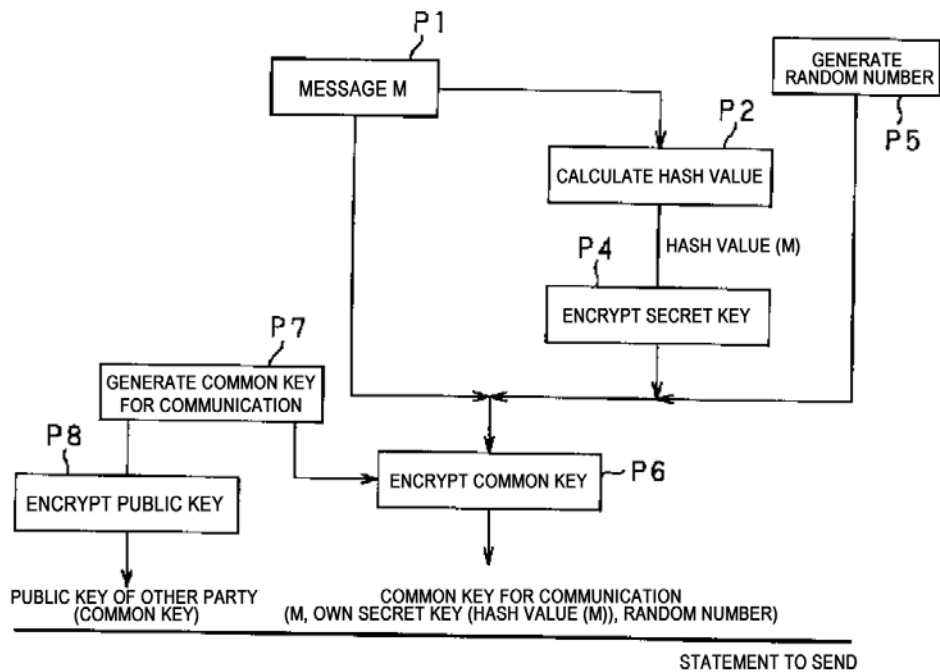 P1
MESSAGE M
GENERATE
RANDOM NUMBER
P5
P2
CALCULATE HASH VALUE
HASH VALUE (M)
P4
ENCRYPT SECRET KEY
P7
GENERATE COMMON KEY
FOR COMMUNICATION
P8
ENCRYPT PUBLIC KEY
ENCRYPT COMMON KEY
P6
PUBLIC KEY OF OTHER PARTY
(COMMON KEY)
COMMON KEY FOR COMMUNICATION
(M, OWN SECRET KEY (HASH VALUE (M)), RANDOM NUMBER)
STATEMENT TO SEND